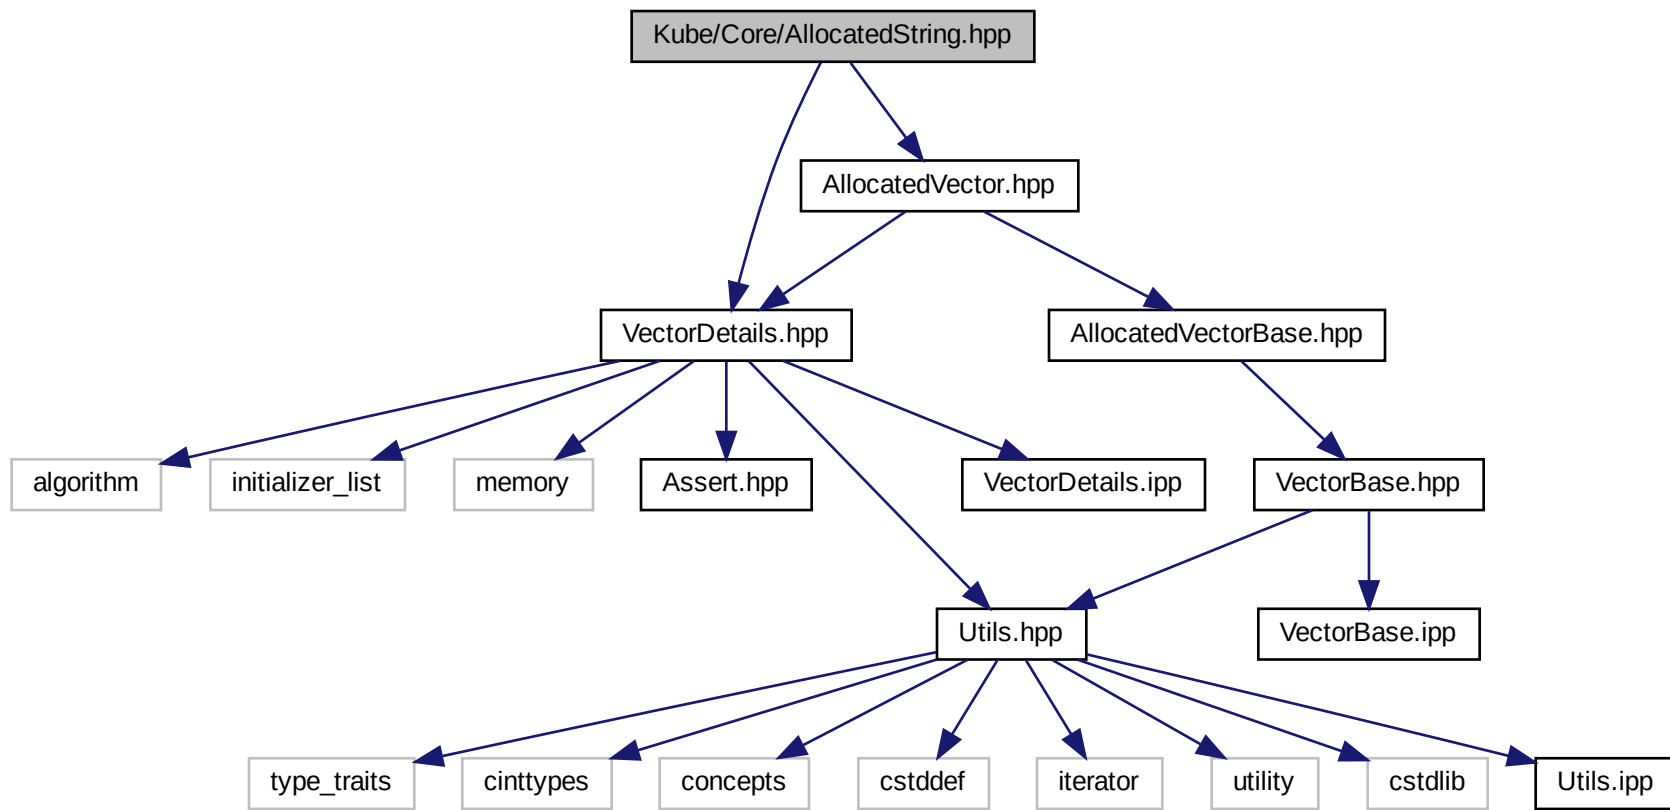 Kube/Core/AllocatedString.hpp
AllocatedVector.hpp
VectorDetails.hpp
AllocatedVectorBase.hpp
algorithm
initializer_list
memory
Assert.hpp
VectorDetails.ipp
VectorBase.hpp
Utils.hpp
VectorBase.ipp
type_traits
cinttypes
concepts
cstddef
iterator
utility
cstdlib
Utils.ipp